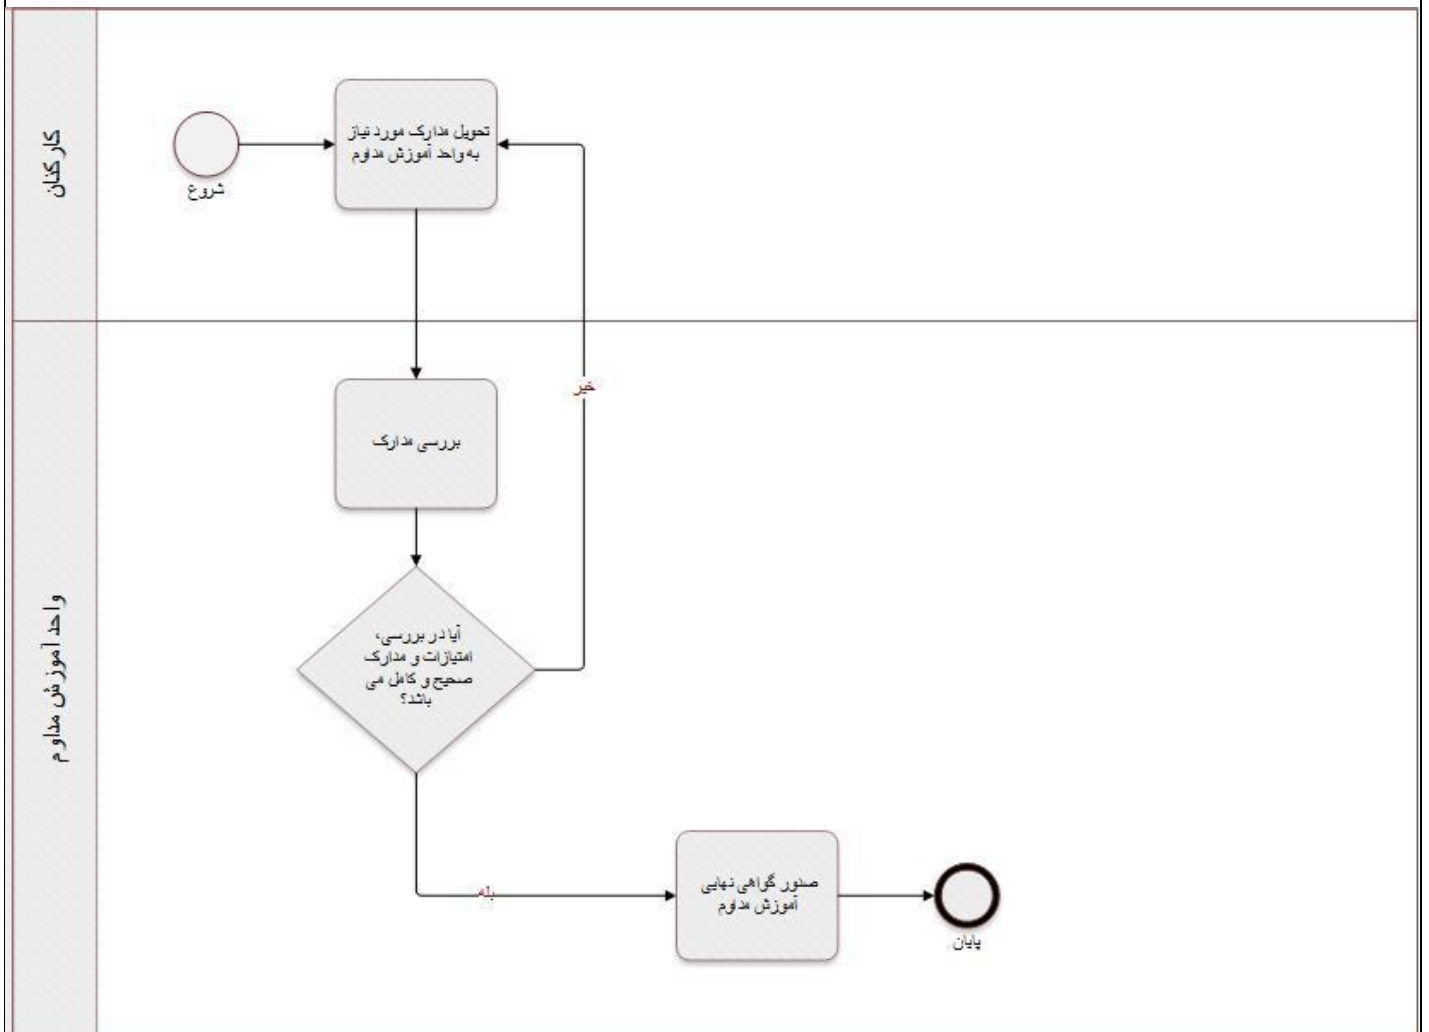 کارکنان
شروع
تحویل مدارک مورد نیاز
به واحد آموزش مداوم
خیر
واحد آموزش مداوم
بررسی مدارک
آیا در بررسی،
امتیازات و مدارک
صحیح و کامل می
باشد؟
بله
صدور گواهی نهایی
آموزش مداوم
پایان